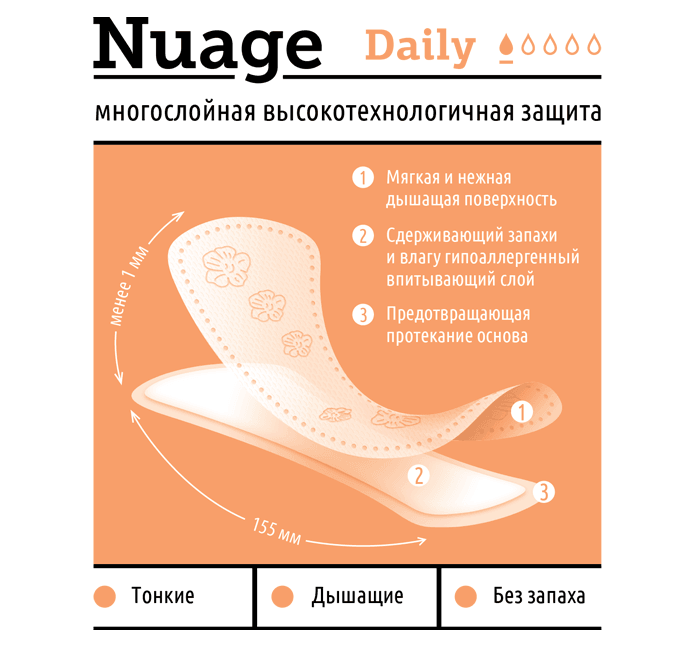 Nuage Daily
многослойная высокотехнологичная защита
1 Мягкая и нежная
дышащая поверхность
2 Сдерживающий запахи
и влагу гипоаллергенный
впитывающий слой
3 Предотвращающая
протекание основа
менее 1 мм
1
2
3
155 мм
Тонкие
Дышащие
Без запаха